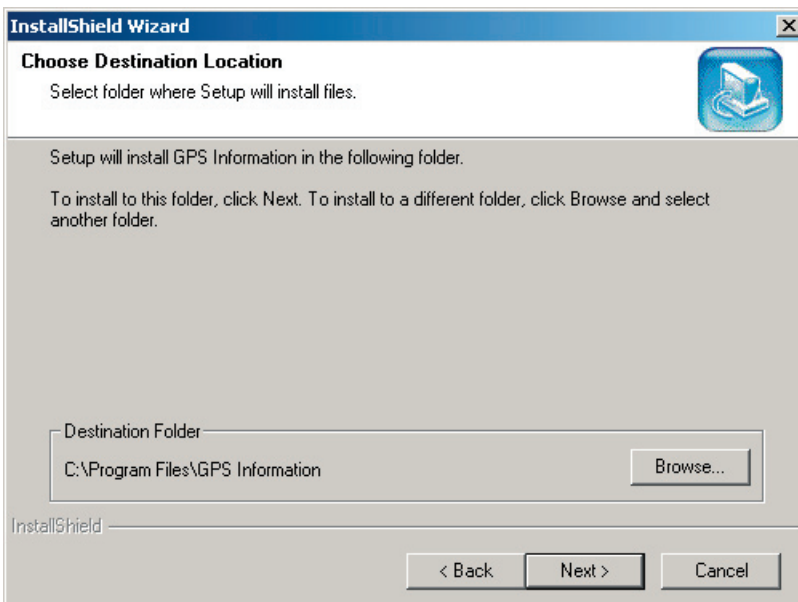 InstallShield Wizard
Choose Destination Location
Select folder where Setup will install files.
Setup will install GPS Information in the following folder.
To install to this folder, click Next. To install to a different folder, click Browse and select
another folder.
Destination Folder
C:\Program Files\GPS Information
Browse...
InstallShield
< Back
Next >
Cancel